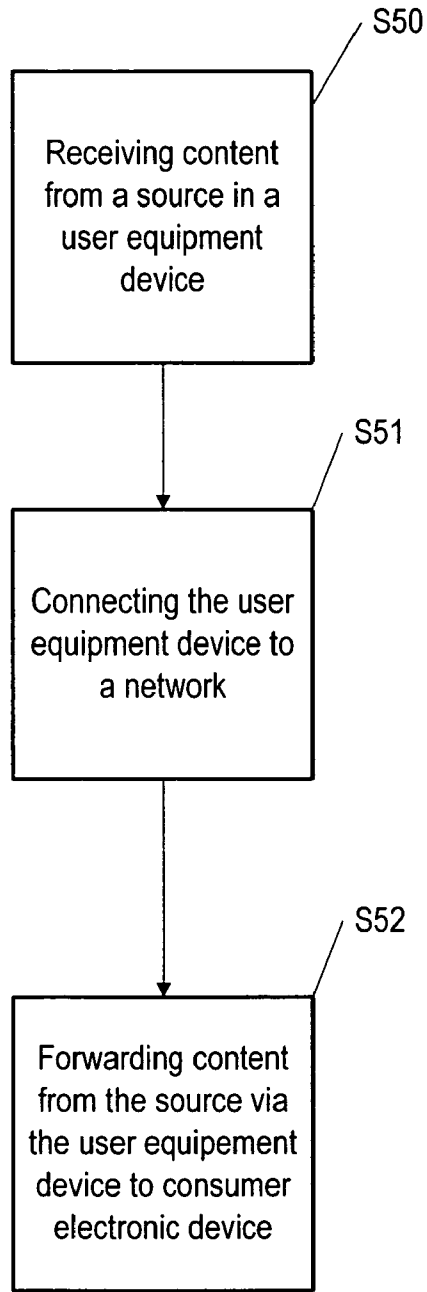 S50
Receiving content
from a source in a
user equipment
device
S51
Connecting the user
equipment device to
a network
S52
Forwarding content
from the source via
the user equipement
device to consumer
electronic device